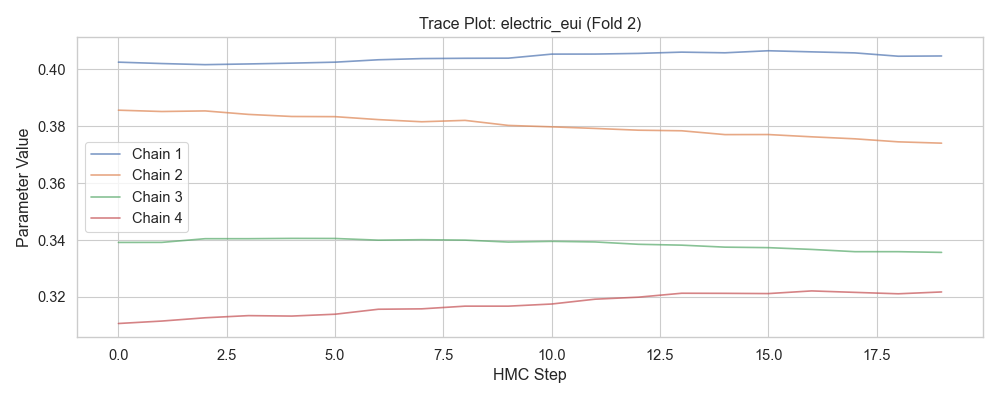 Trace Plot: electric_eui (Fold 2)
Parameter Value
0.40
0.38
0.36
0.34
0.32
Chain 1
Chain 2
Chain 3
Chain 4
0.0 2.5 5.0 7.5 10.0 12.5 15.0 17.5
HMC Step